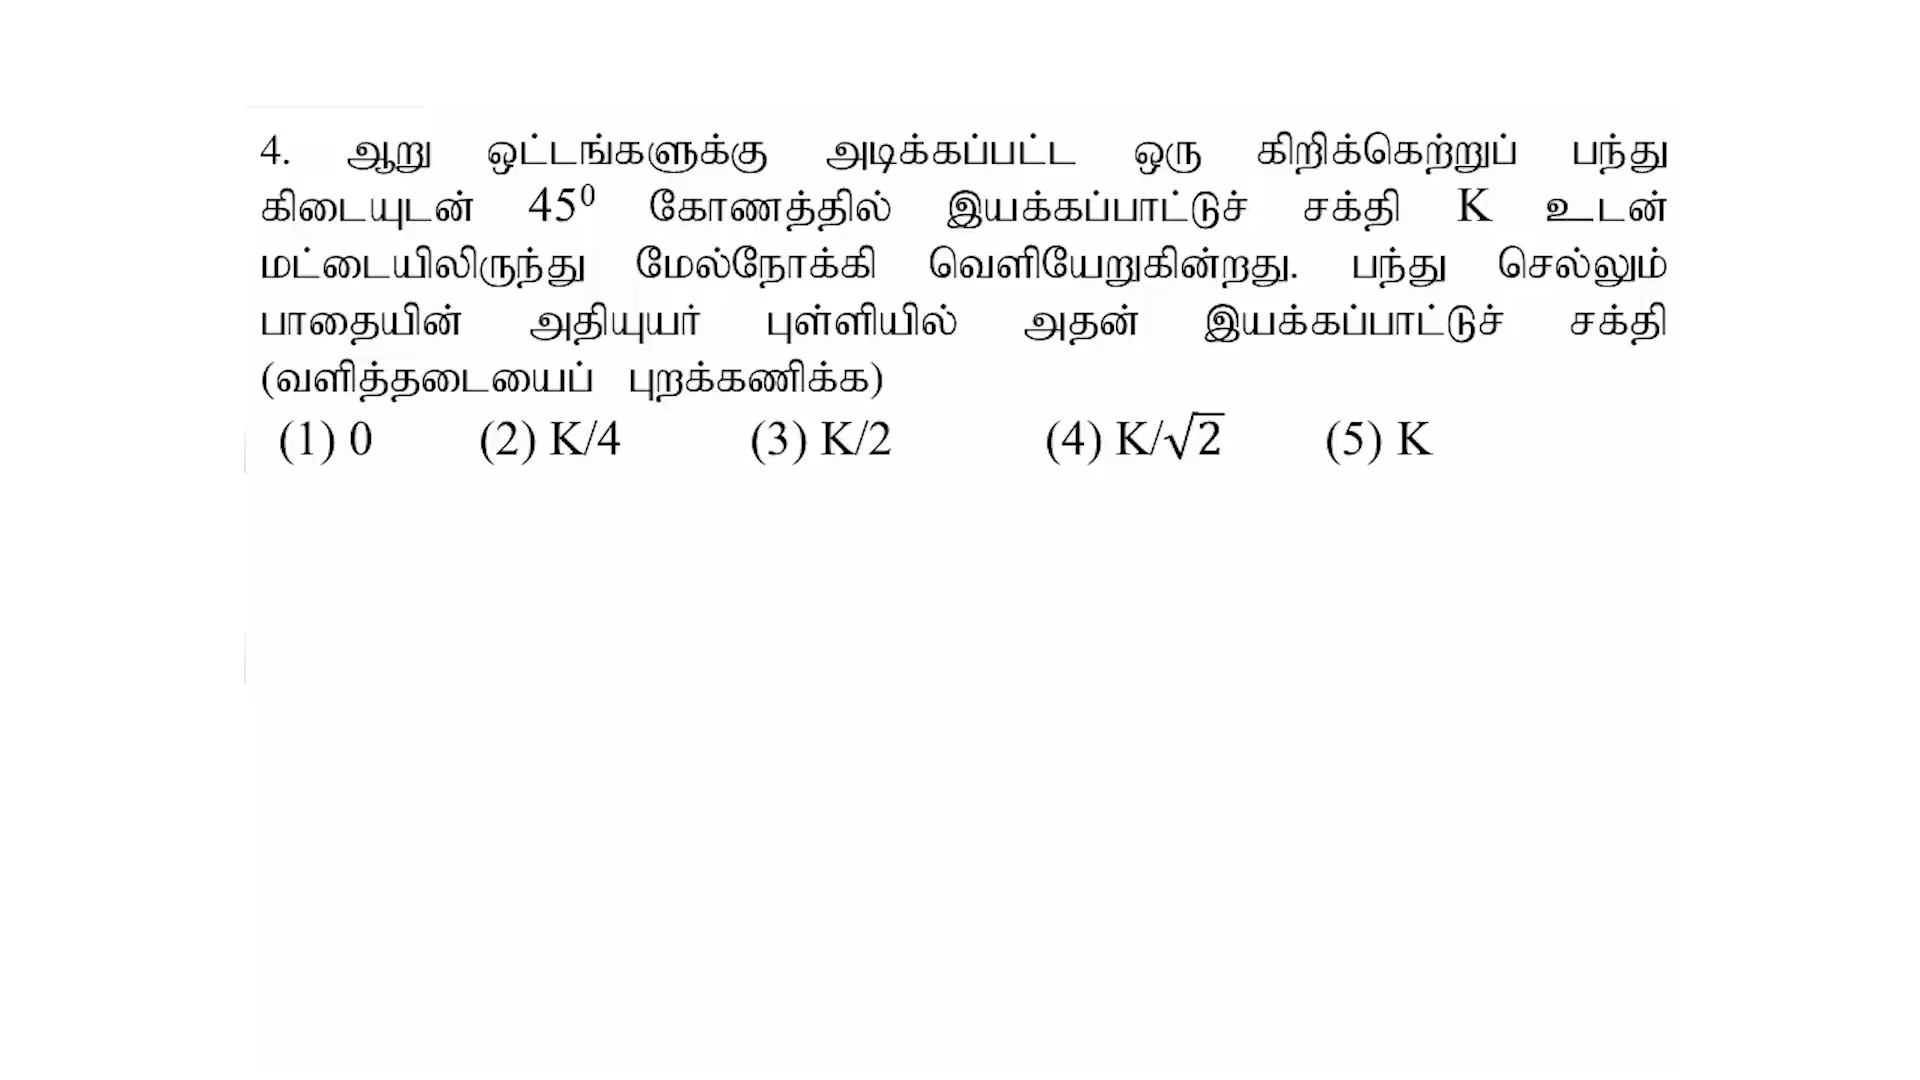 4. ஆறு ஒட்டங்களுக்கு அடிக்கப்பட்ட ஒரு கிறிக்கெற்றுப் பந்து
கிடையுடன் 45⁰ கோணத்தில் இயக்கப்பாட்டுச் சக்தி K உடன்
மட்டையிலிருந்து மேல்நோக்கி வெளியேறுகின்றது. பந்து செல்லும்
பாதையின் அதியுயர் புள்ளியில் அதன் இயக்கப்பாட்டுச் சக்தி
(வளித்தடையைப் புறக்கணிக்க)
(1) 0 (2) K/4 (3) K/2 (4) K/√2 (5) K